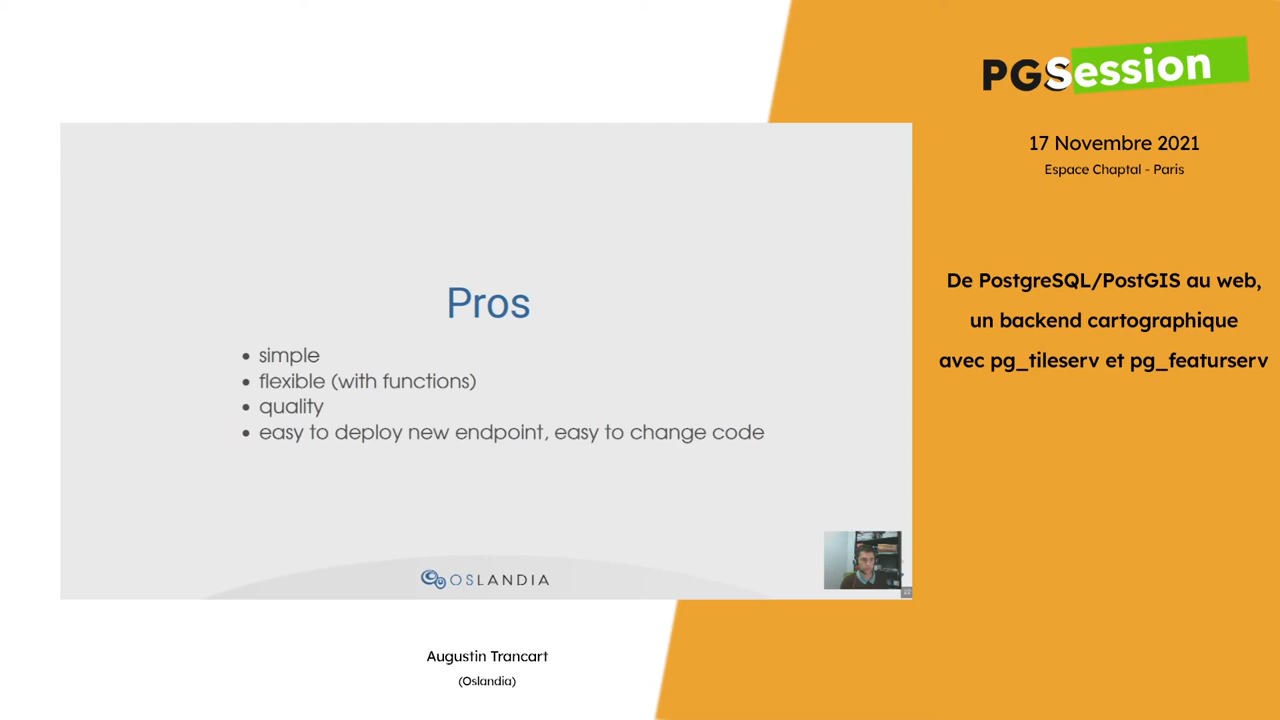 PGSession
17 Novembre 2021
Espace Chaptal - Paris
De PostgreSQL/PostGIS au web,
un backend cartographique
avec pg_tileserv et pg_featurserv
Pros
• simple
• flexible (with functions)
• quality
• easy to deploy new endpoint, easy to change code
OSLANDIA
Augustin Trancart
(Oslandia)